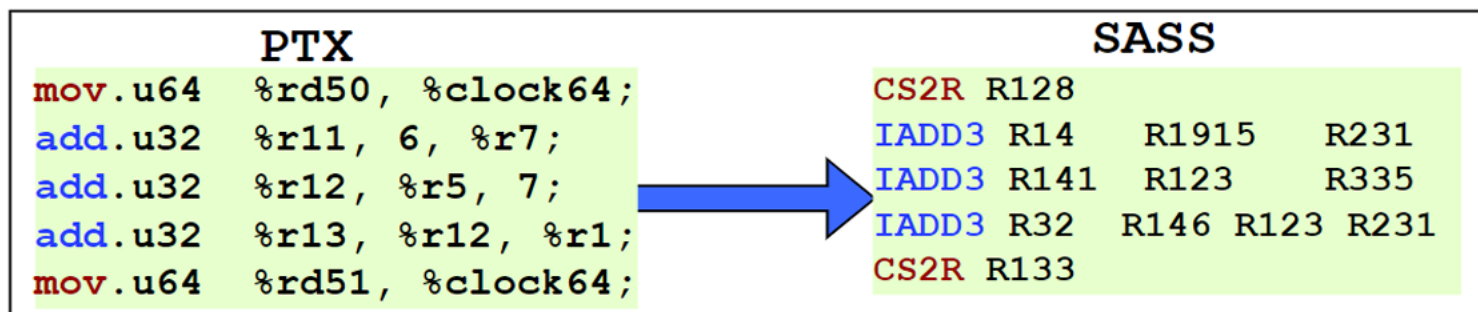 PTX
mov.u64 %rd50, %clock64;
add.u32 %r11, 6, %r7;
add.u32 %r12, %r5, 7;
add.u32 %r13, %r12, %r1;
mov.u64 %rd51, %clock64;
SASS
CS2R R128
IADD3 R14 R1915 R231
IADD3 R141 R123 R335
IADD3 R32 R146 R123 R231
CS2R R133